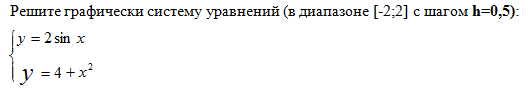 Решите графически систему уравнений (в диапазоне [-2;2] с шагом h=0,5):
y = 2 sin x
y = 4 + x²